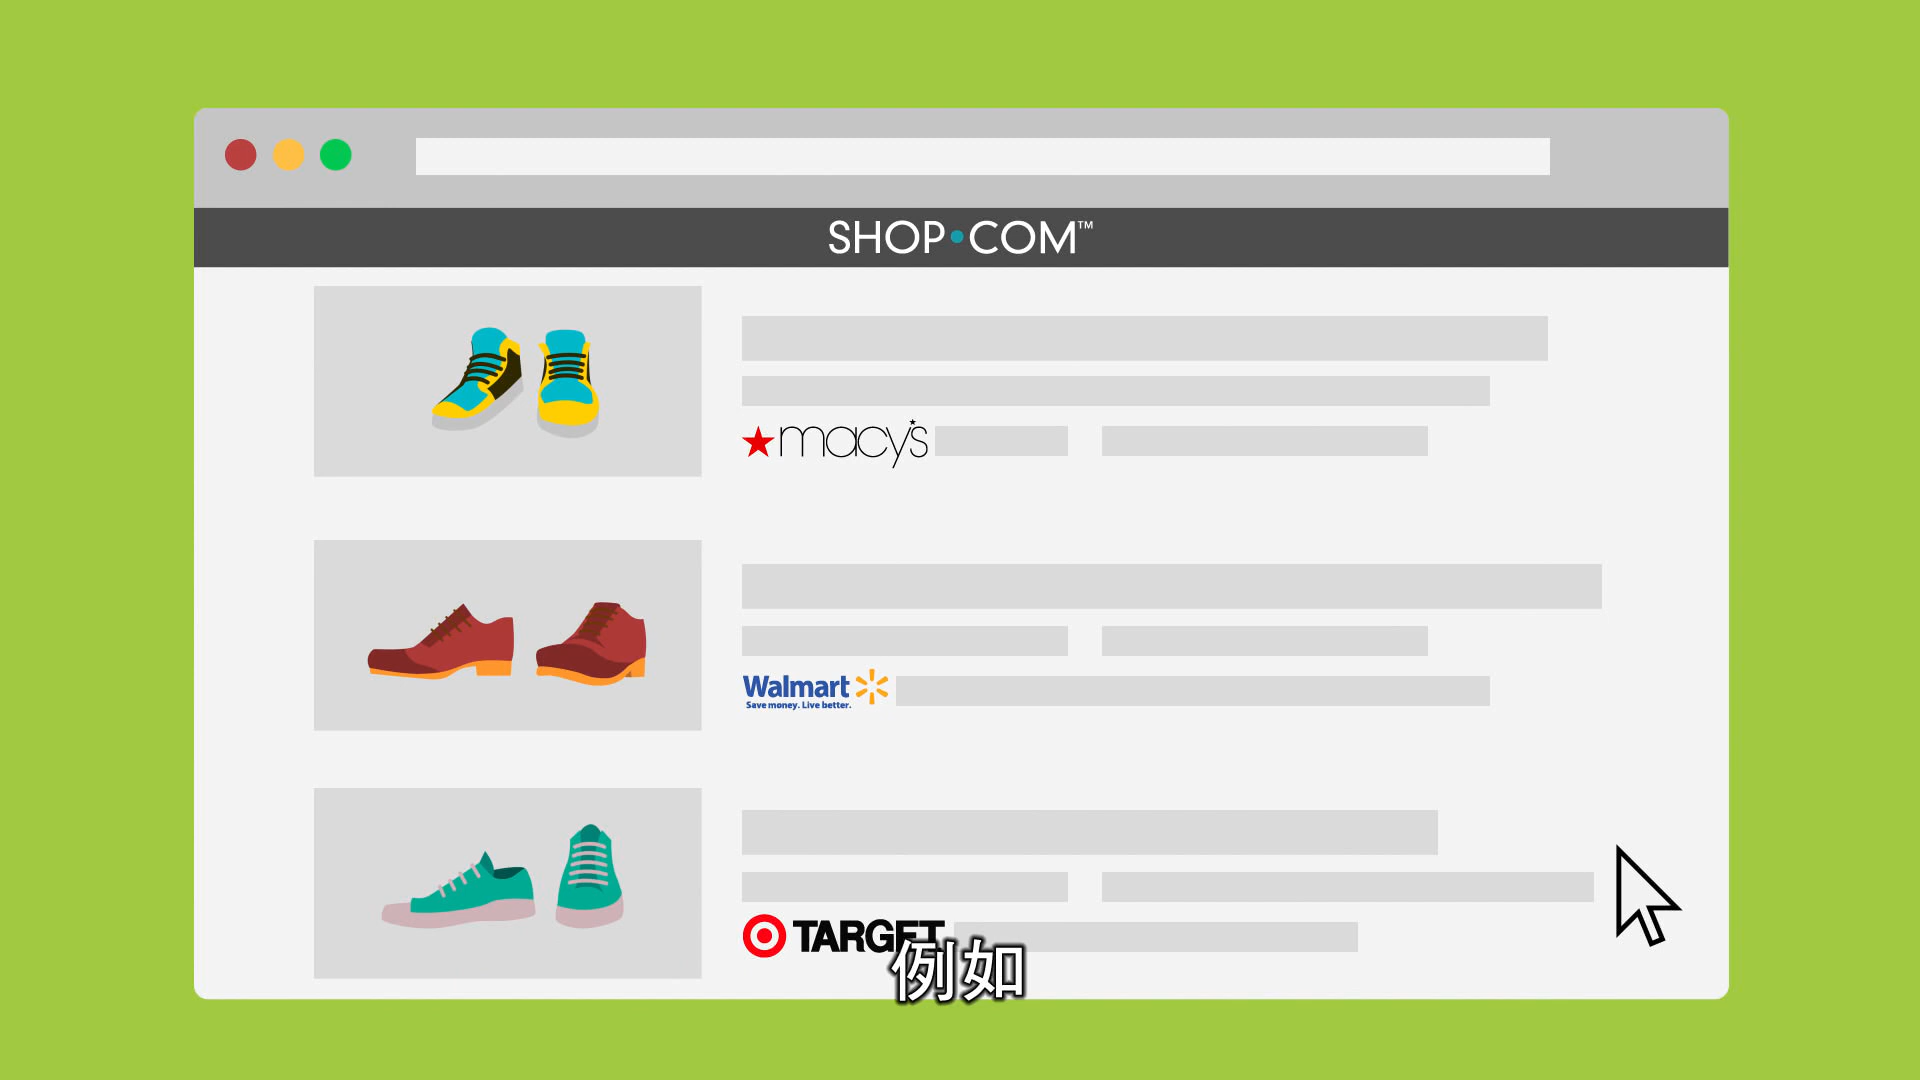 SHOP•COM™
macy's
Walmart
Save money. Live better.
TARGET
例如